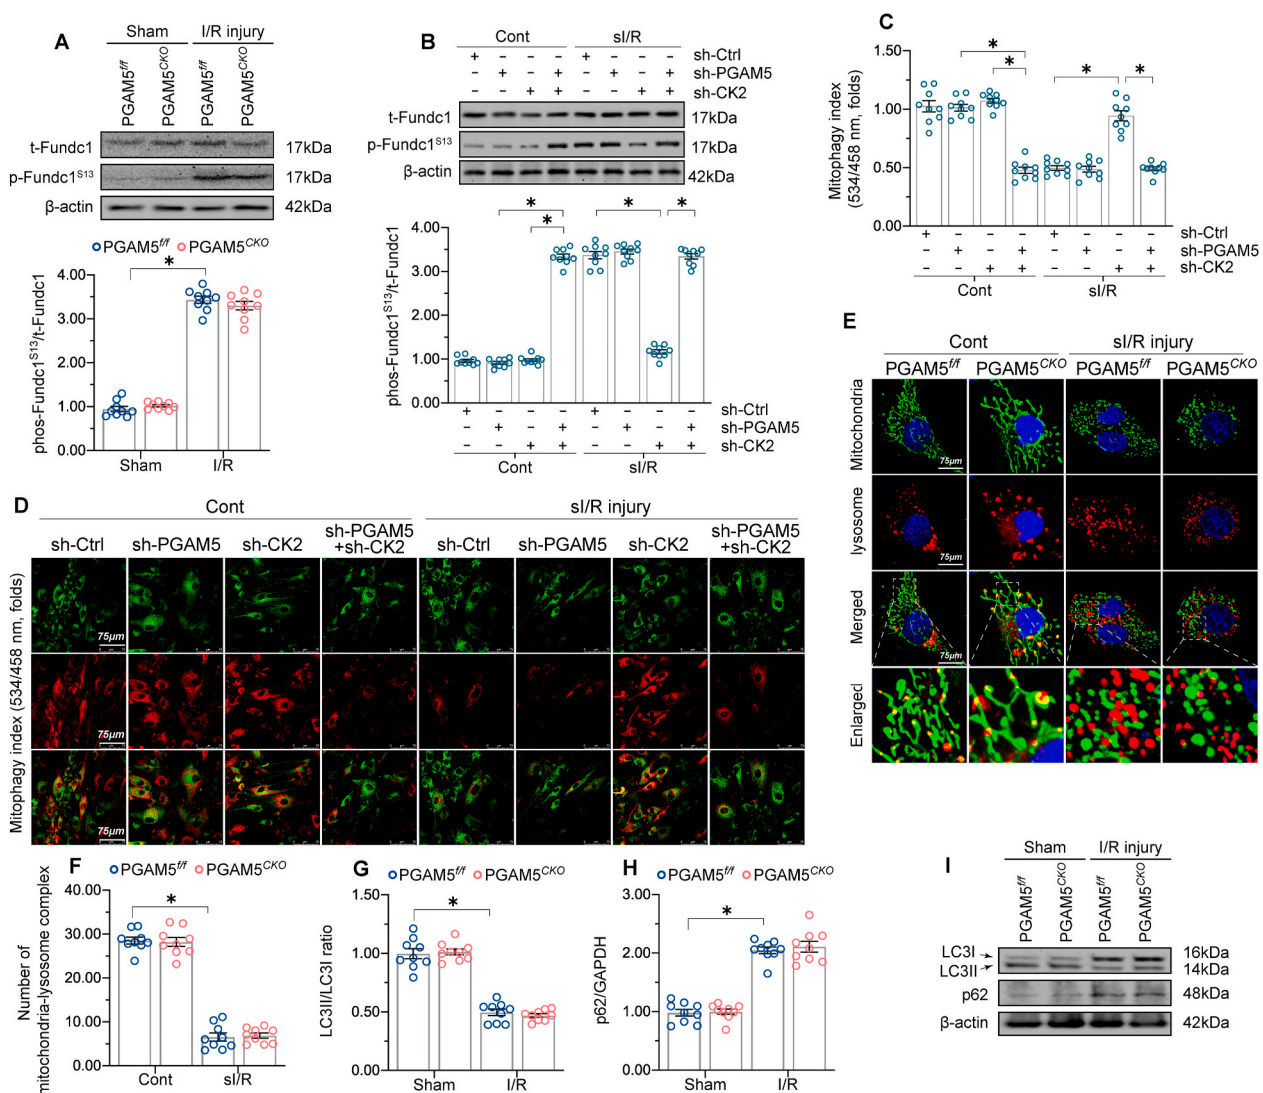 A
Sham I/R injury
PGAM5f/f PGAM5CKO PGAM5f/f PGAM5CKO
t-Fundc1 17kDa
p-Fundc1S13 17kDa
β-actin 42kDa
PGAM5f/f PGAM5CKO
phos-Fundc1S13/t-Fundc1
4.00
3.00
2.00
1.00
0.00
*
Sham I/R
B
Cont sI/R
+ − − − + − − − sh-Ctrl
− + − + − + − + sh-PGAM5
− − + + − − + + sh-CK2
t-Fundc1 17kDa
p-Fundc1S13 17kDa
β-actin 42kDa
phos-Fundc1S13/t-Fundc1
4.00
3.00
2.00
1.00
0.00
* * * *
+ − − − + − − − sh-Ctrl
− + − + − + − + sh-PGAM5
− − + + − − + + sh-CK2
Cont sI/R
C
Mitophagy index
(534/458 nm, folds)
1.50
1.00
0.50
0.00
* * * *
+ − − − + − − − sh-Ctrl
− + − + − + − + sh-PGAM5
− − + + − − + + sh-CK2
Cont sI/R
D
Cont sI/R injury
sh-Ctrl sh-PGAM5 sh-CK2 sh-PGAM5 +sh-CK2 sh-Ctrl sh-PGAM5 sh-CK2 sh-PGAM5 +sh-CK2
Mitophagy index (534/458 nm, folds)
75μm
75μm
75μm
E
Cont sI/R injury
PGAM5f/f PGAM5CKO PGAM5f/f PGAM5CKO
Mitochondria
75μm
lysosome
75μm
Merged
75μm
Enlarged
F
PGAM5f/f PGAM5CKO
Number of
mitochondria-lysosome complex
40.00
30.00
20.00
10.00
0.00
*
Cont sI/R
G
PGAM5f/f PGAM5CKO
LC3II/LC3I ratio
1.50
1.00
0.50
0.00
*
Sham I/R
H
PGAM5f/f PGAM5CKO
p62/GAPDH
3.00
2.00
1.00
0.00
*
Sham I/R
I
Sham I/R injury
PGAM5f/f PGAM5CKO PGAM5f/f PGAM5CKO
LC3I 16kDa
LC3II 14kDa
p62 48kDa
β-actin 42kDa